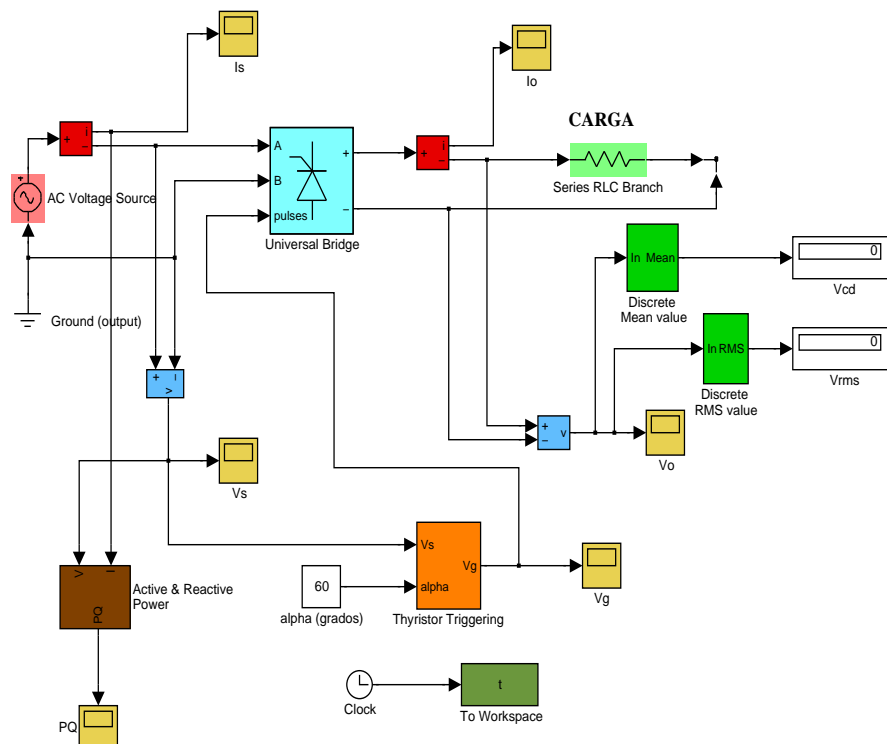 Is
Io
CARGA
+
i
−
A
B
pulses
+
−
Universal Bridge
+
i
−
Series RLC Branch
+
AC Voltage Source
Ground (output)
In Mean
Discrete
Mean value
0
Vcd
In RMS
Discrete
RMS value
0
Vrms
+
−
v
+
−
v
Vo
Vs
V
I
PQ
Active & Reactive
Power
PQ
60
alpha (grados)
Vs
alpha
Vg
Thyristor Triggering
Vg
Clock
t
To Workspace